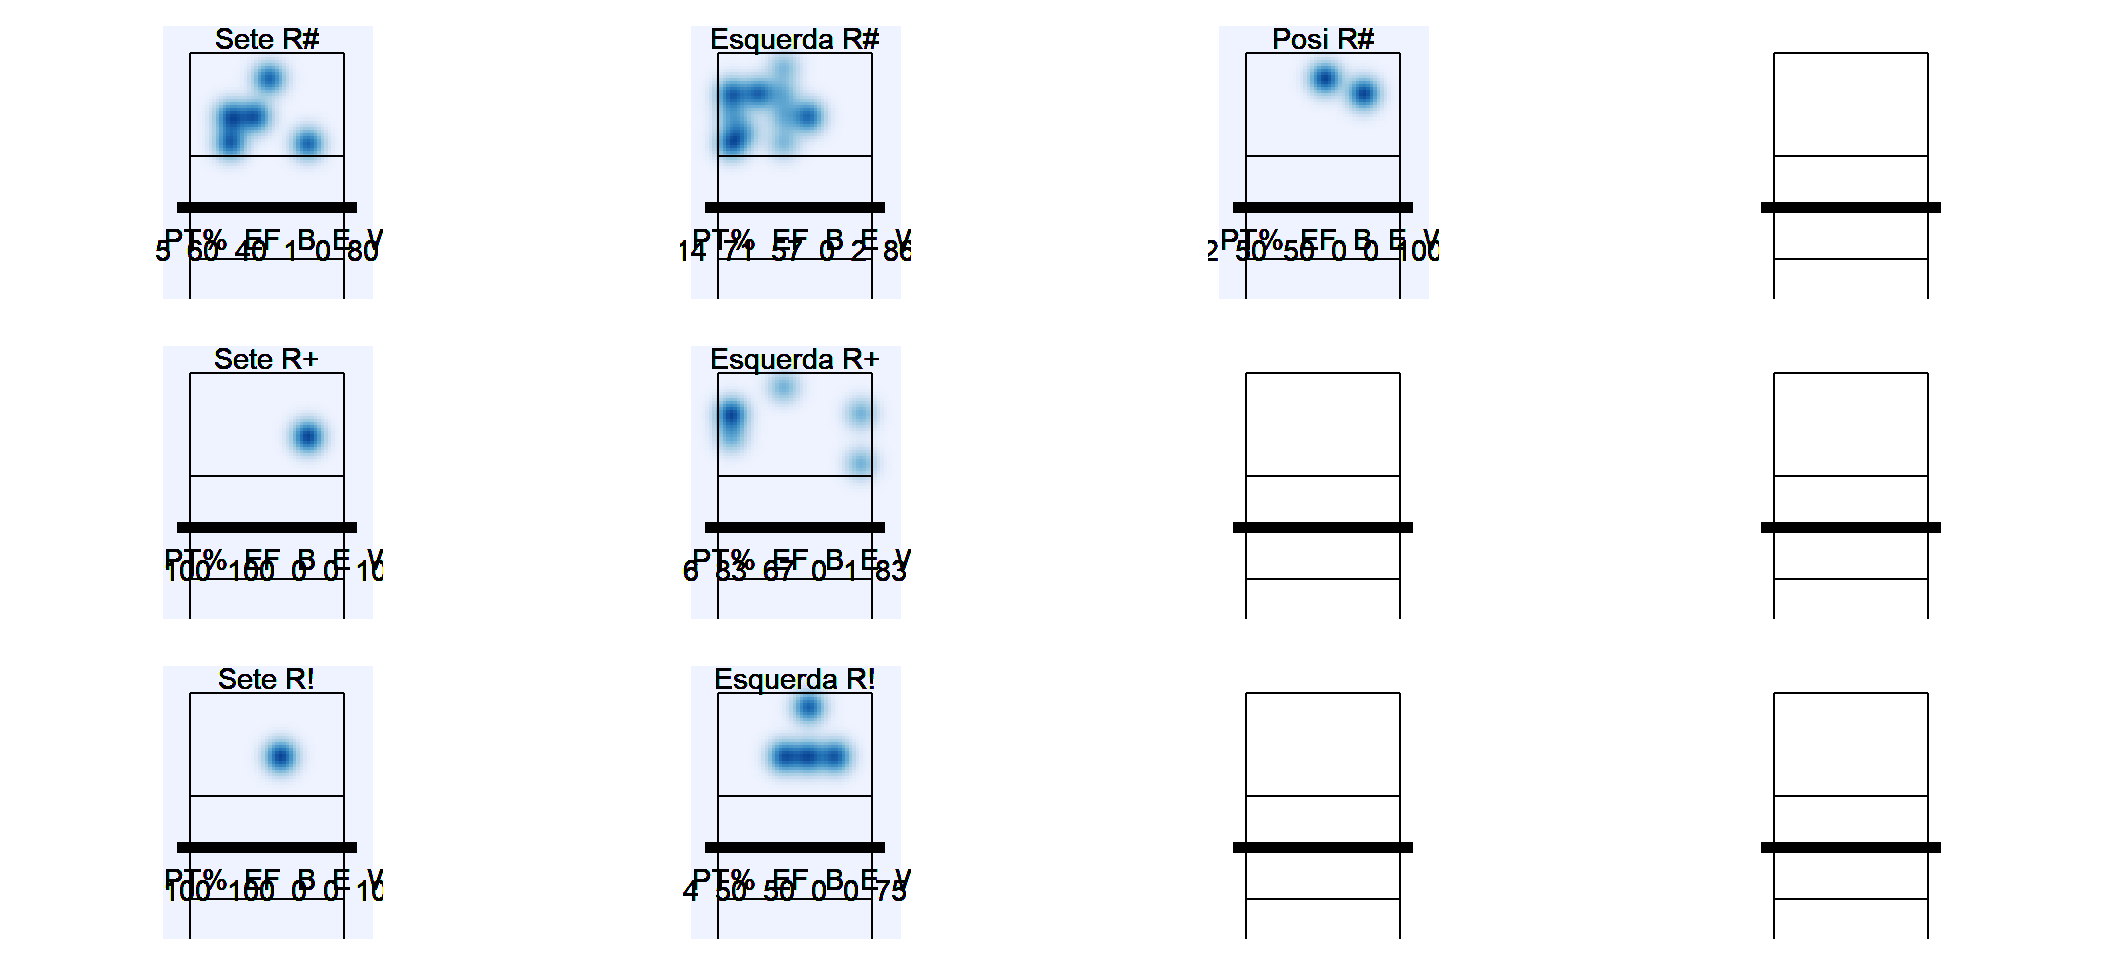 Sete R#
Esquerda R#
Posi R#
PT% EF B E V
5 60 40 1 0 80
PT% EF B E V
14 71 57 0 2 86
PT% EF B E V
2 50 50 0 0 100
Sete R+
Esquerda R+
PT% EF B E V
100 100 0 0 10
PT% EF B E V
6 83 67 0 1 83
Sete R!
Esquerda R!
PT% EF B E V
100 100 0 0 10
PT% EF B E V
4 50 50 0 0 75